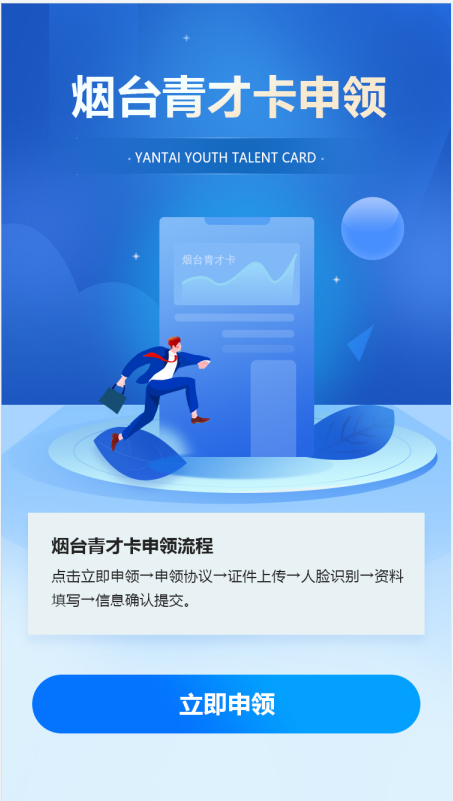 烟台青才卡申领
· YANTAI YOUTH TALENT CARD ·
烟台青才卡
烟台青才卡申领流程
点击立即申领→申领协议→证件上传→人脸识别→资料
填写→信息确认提交。
立即申领